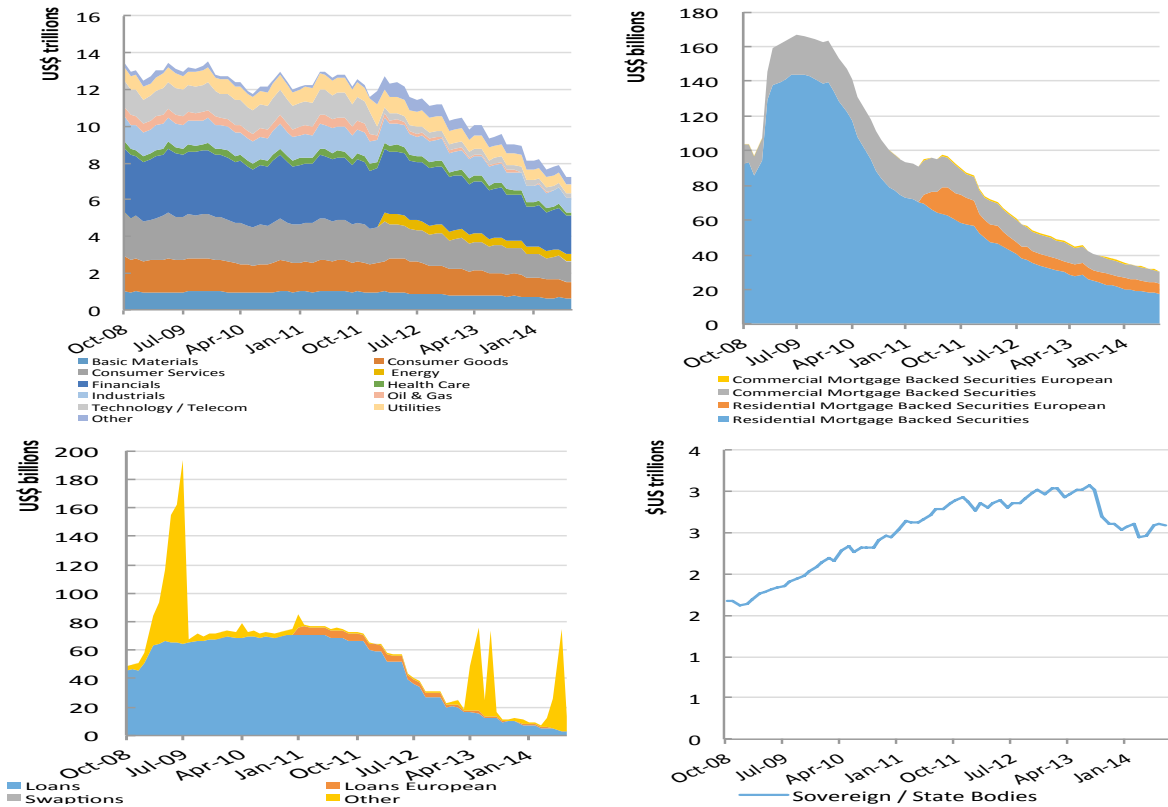 US$ trillions
16
14
12
10
8
6
4
2
0
Oct-08
Jul-09
Apr-10
Jan-11
Oct-11
Jul-12
Apr-13
Jan-14
Basic Materials
Consumer Goods
Consumer Services
Energy
Financials
Health Care
Industrials
Oil & Gas
Technology / Telecom
Utilities
Other
US$ billions
180
160
140
120
100
80
60
40
20
0
Oct-08
Jul-09
Apr-10
Jan-11
Oct-11
Jul-12
Apr-13
Jan-14
Commercial Mortgage Backed Securities European
Commercial Mortgage Backed Securities
Residential Mortgage Backed Securities European
Residential Mortgage Backed Securities
US$ billions
200
180
160
140
120
100
80
60
40
20
0
Oct-08
Jul-09
Apr-10
Jan-11
Oct-11
Jul-12
Apr-13
Jan-14
Loans
Loans European
Swaptions
Other
$US trillions
4
3
3
2
2
1
1
0
Oct-08
Jul-09
Apr-10
Jan-11
Oct-11
Jul-12
Apr-13
Jan-14
Sovereign / State Bodies